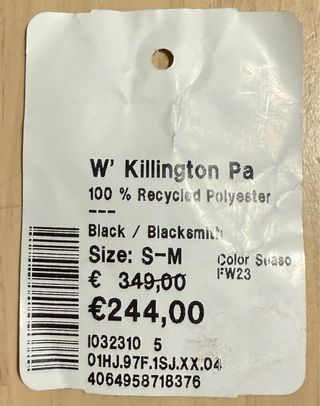 W' Killington Pa
100 % Recycled Polyester
---
Black / Blacksmith
Size: S-M
Color Seaso
FW23
€ 349,00
€244,00
I032310 5
01HJ.97F.1SJ.XX.04
4064958718376